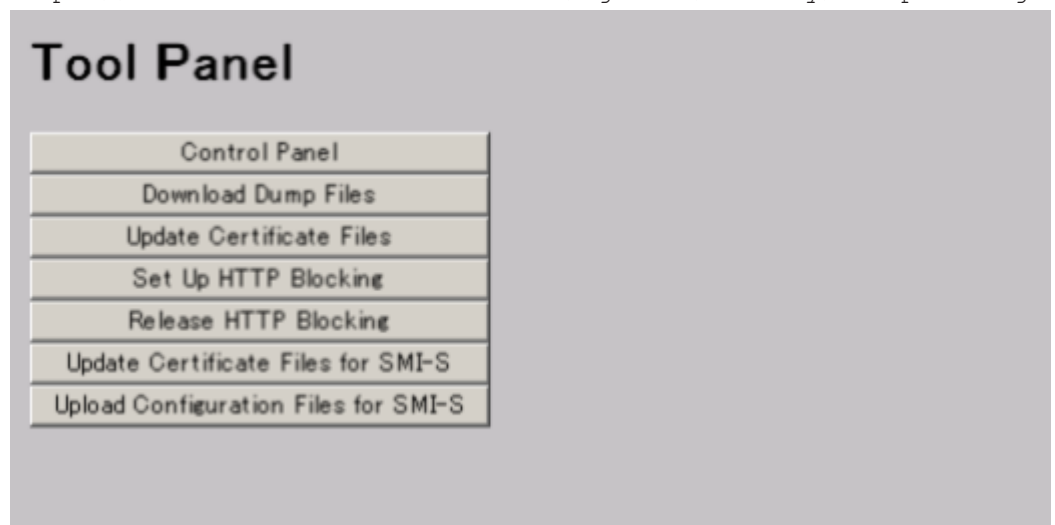 Tool Panel
Control Panel
Download Dump Files
Update Certificate Files
Set Up HTTP Blocking
Release HTTP Blocking
Update Certificate Files for SMI-S
Upload Configuration Files for SMI-S